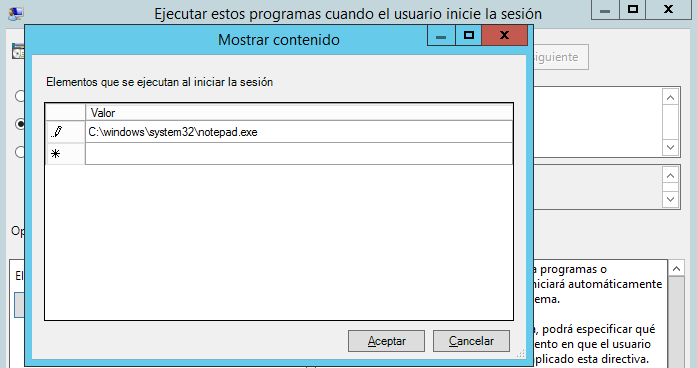 Ejecutar estos programas cuando el usuario inicie la sesión
Mostrar contenido
siguiente
Elementos que se ejecutan al iniciar la sesión
Valor
C:\windows\system32\notepad.exe
Op
El
programas o
niciará automáticamente
ema.
, podrá especificar qué
ento en que el usuario
plicado esta directiva.
Aceptar
Cancelar